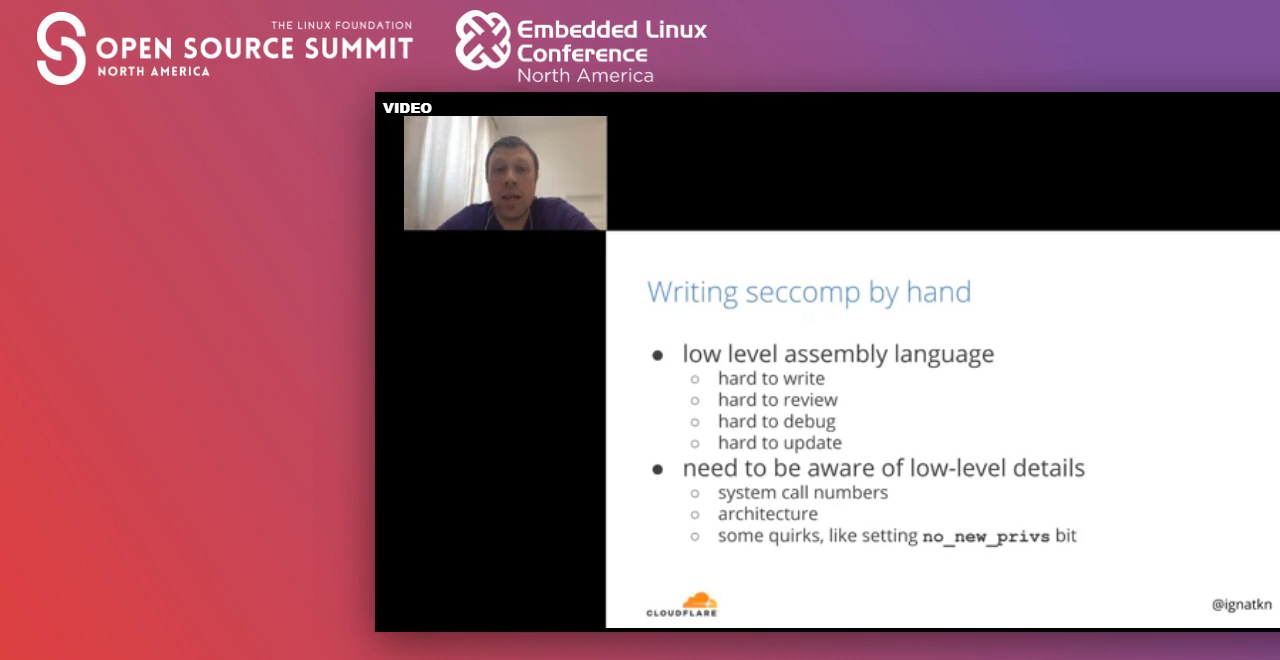 THE LINUX FOUNDATION
OPEN SOURCE SUMMIT
NORTH AMERICA
Embedded Linux
Conference
North America
VIDEO
Writing seccomp by hand
● low level assembly language
○ hard to write
○ hard to review
○ hard to debug
○ hard to update
● need to be aware of low-level details
○ system call numbers
○ architecture
○ some quirks, like setting no_new_privs bit
CLOUDFLARE
@ignatkn